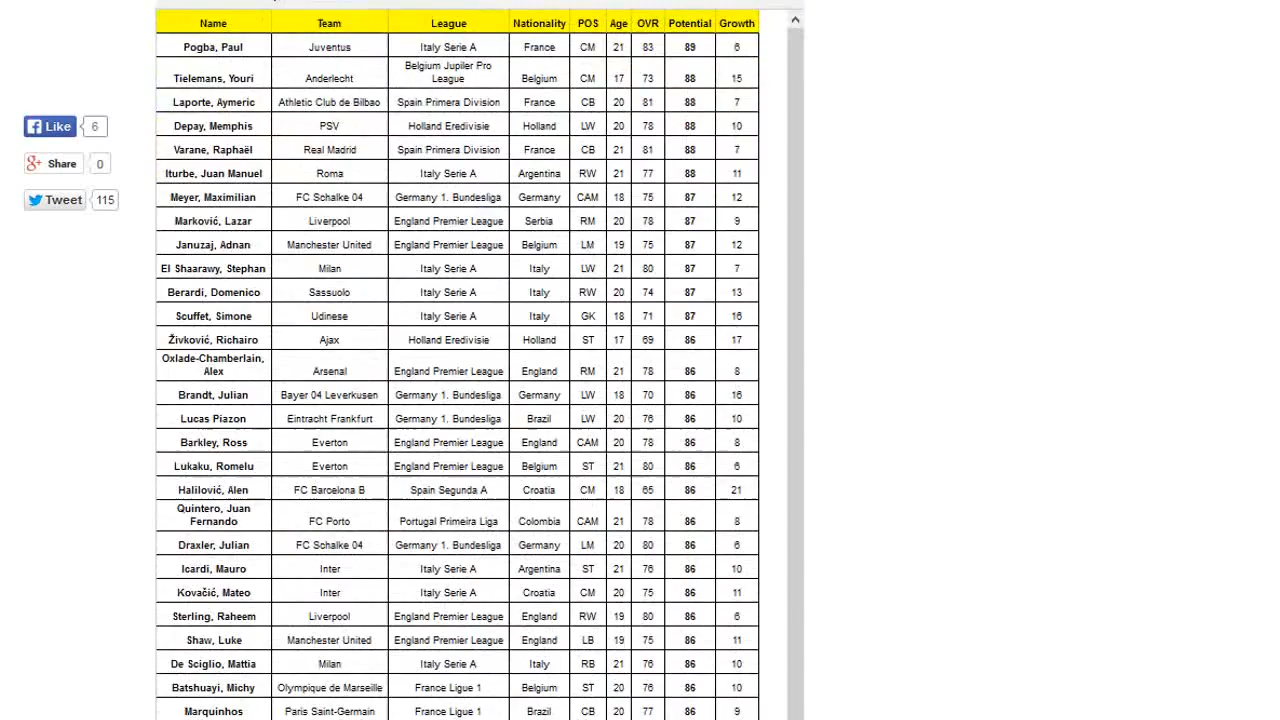 Name Team League Nationality POS Age OVR Potential Growth
Pogba, Paul Juventus Italy Serie A France CM 21 83 89 6
Tielemans, Youri Anderlecht Belgium Jupiler Pro League Belgium CM 17 73 88 15
Laporte, Aymeric Athletic Club de Bilbao Spain Primera Division France CB 20 81 88 7
Like 6
Depay, Memphis PSV Holland Eredivisie Holland LW 20 78 88 10
Varane, Raphaël Real Madrid Spain Primera Division France CB 21 81 88 7
Share 0
Iturbe, Juan Manuel Roma Italy Serie A Argentina RW 21 77 88 11
Tweet 115
Meyer, Maximilian FC Schalke 04 Germany 1. Bundesliga Germany CAM 18 75 87 12
Marković, Lazar Liverpool England Premier League Serbia RM 20 78 87 9
Januzaj, Adnan Manchester United England Premier League Belgium LM 19 75 87 12
El Shaarawy, Stephan Milan Italy Serie A Italy LW 21 80 87 7
Berardi, Domenico Sassuolo Italy Serie A Italy RW 20 74 87 13
Scuffet, Simone Udinese Italy Serie A Italy GK 18 71 87 16
Živković, Richairo Ajax Holland Eredivisie Holland ST 17 69 86 17
Oxlade-Chamberlain, Alex Arsenal England Premier League England RM 21 78 86 8
Brandt, Julian Bayer 04 Leverkusen Germany 1. Bundesliga Germany LW 18 70 86 16
Lucas Piazon Eintracht Frankfurt Germany 1. Bundesliga Brazil LW 20 76 86 10
Barkley, Ross Everton England Premier League England CAM 20 78 86 8
Lukaku, Romelu Everton England Premier League Belgium ST 21 80 86 6
Halilović, Alen FC Barcelona B Spain Segunda A Croatia CM 18 65 86 21
Quintero, Juan Fernando FC Porto Portugal Primeira Liga Colombia CAM 21 78 86 8
Draxler, Julian FC Schalke 04 Germany 1. Bundesliga Germany LM 20 80 86 6
Icardi, Mauro Inter Italy Serie A Argentina ST 21 76 86 10
Kovačić, Mateo Inter Italy Serie A Croatia CM 20 75 86 11
Sterling, Raheem Liverpool England Premier League England RW 19 80 86 6
Shaw, Luke Manchester United England Premier League England LB 19 75 86 11
De Sciglio, Mattia Milan Italy Serie A Italy RB 21 76 86 10
Batshuayi, Michy Olympique de Marseille France Ligue 1 Belgium ST 20 76 86 10
Marquinhos Paris Saint-Germain France Ligue 1 Brazil CB 20 77 86 9